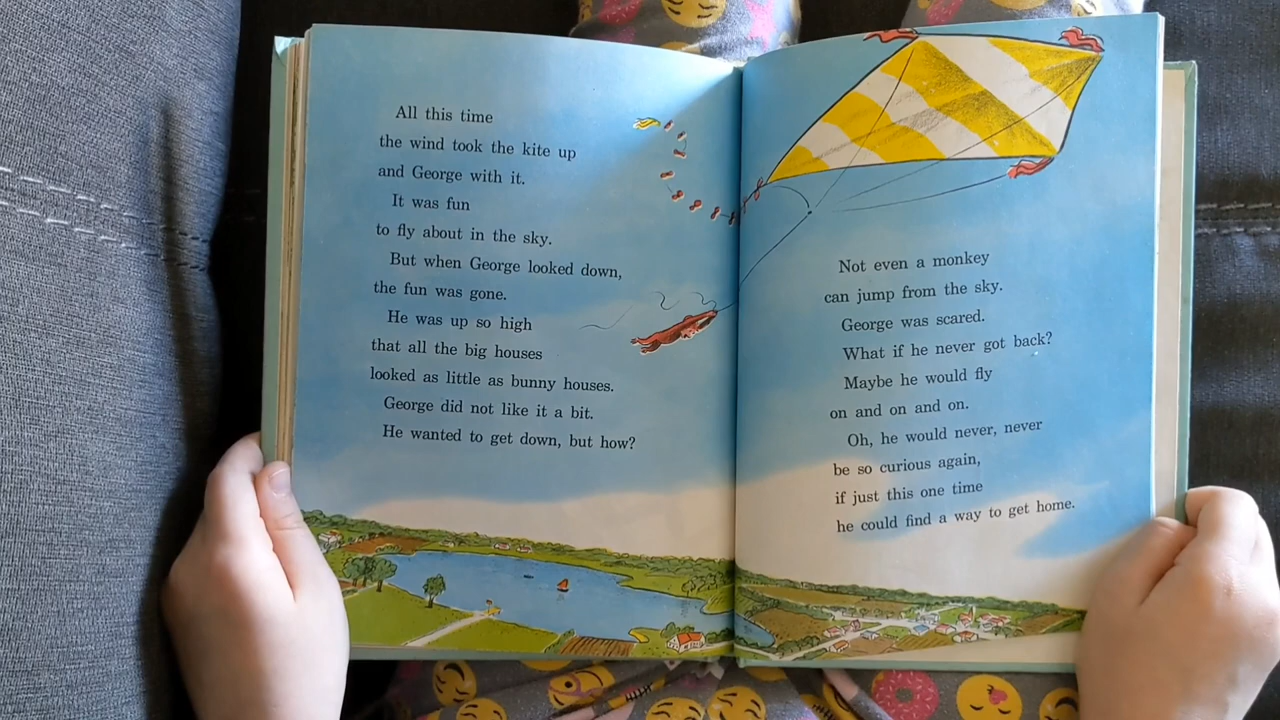 All this time
the wind took the kite up
and George with it.
It was fun
to fly about in the sky.
But when George looked down,
the fun was gone.
He was up so high
that all the big houses
looked as little as bunny houses.
George did not like it a bit.
He wanted to get down, but how?
Not even a monkey
can jump from the sky.
George was scared.
What if he never got back?
Maybe he would fly
on and on and on.
Oh, he would never, never
be so curious again,
if just this one time
he could find a way to get home.